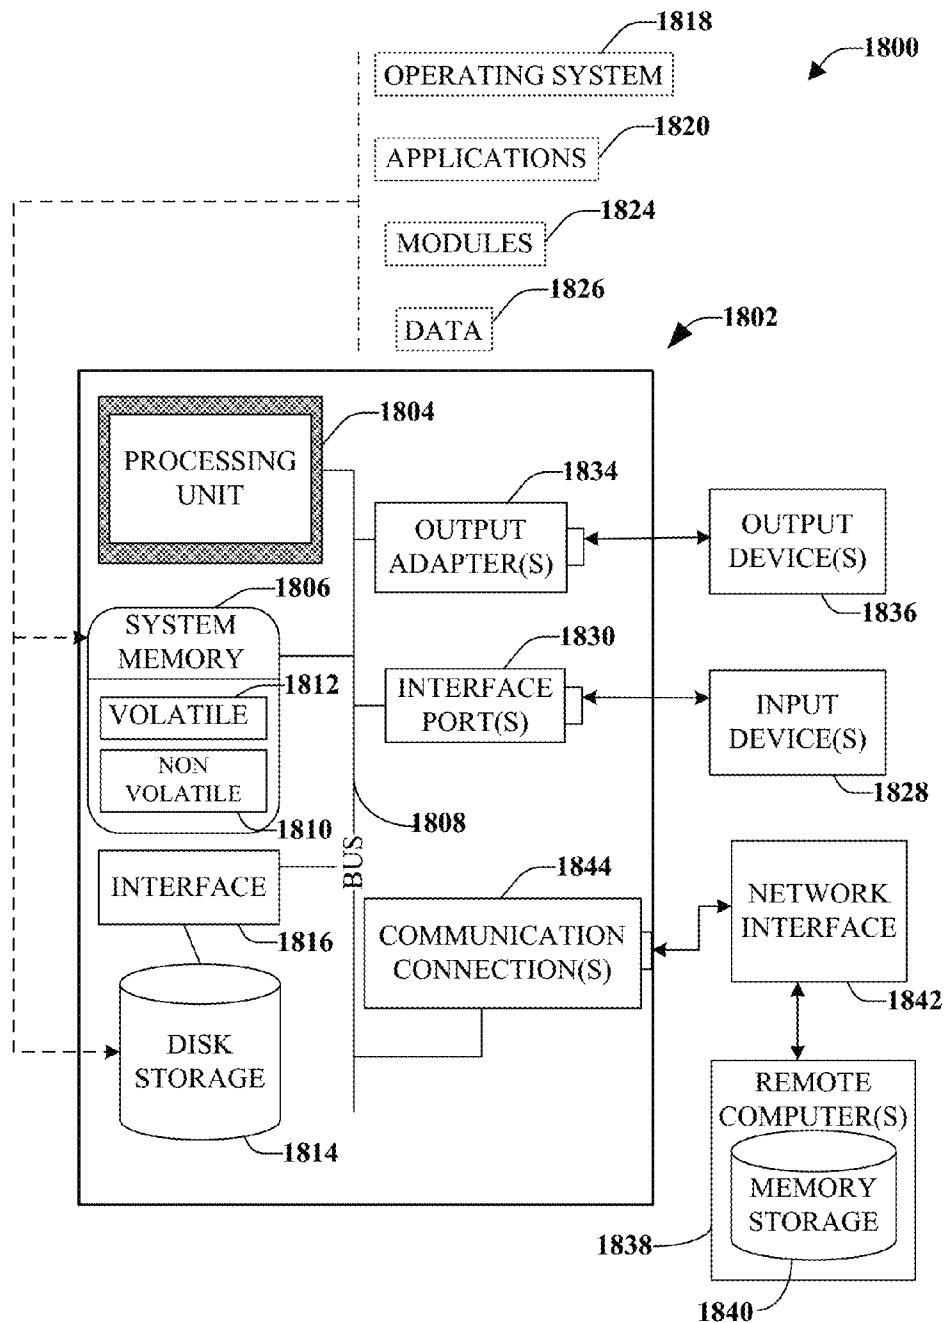 1818
1800
OPERATING SYSTEM
1820
APPLICATIONS
1824
MODULES
1826
DATA
1802
1804
PROCESSING
UNIT
1834
OUTPUT
ADAPTER(S)
OUTPUT
DEVICE(S)
1836
1806
SYSTEM
MEMORY
1812
VOLATILE
NON
VOLATILE
1810
1830
INTERFACE
PORT(S)
INPUT
DEVICE(S)
1828
1808
BUS
INTERFACE
1816
1844
COMMUNICATION
CONNECTION(S)
NETWORK
INTERFACE
1842
DISK
STORAGE
1814
REMOTE
COMPUTER(S)
MEMORY
STORAGE
1838
1840